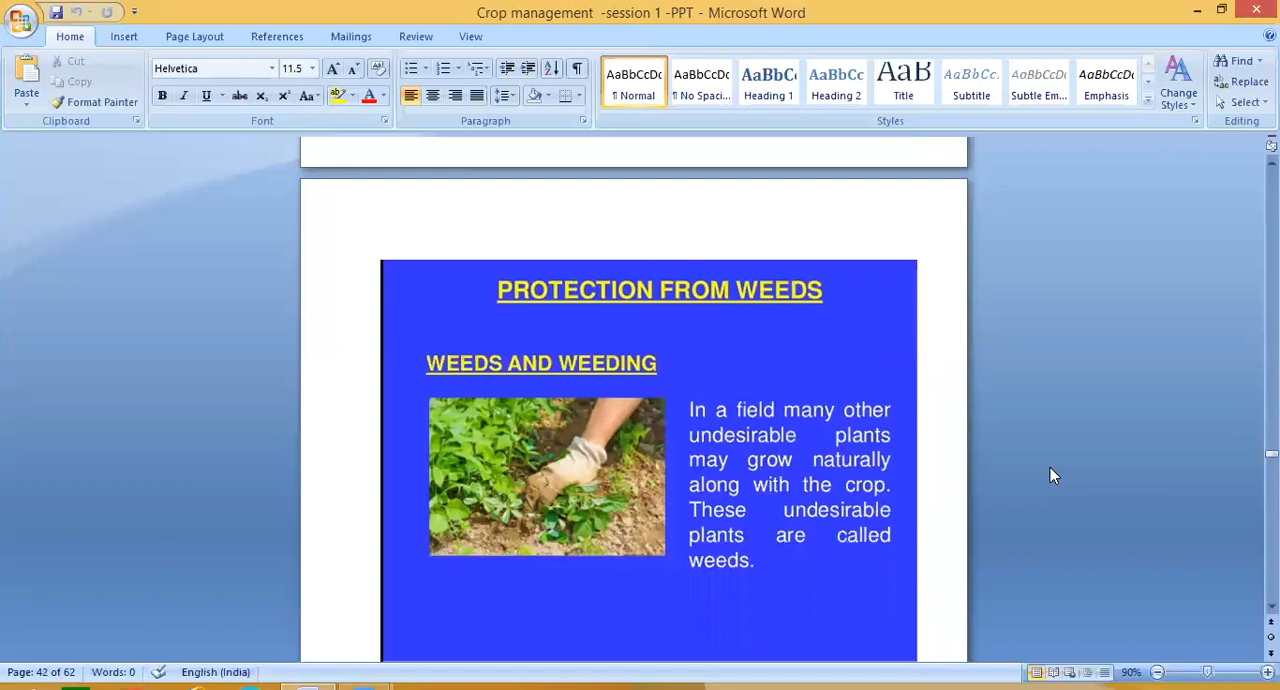 Crop management -session 1 -PPT - Microsoft Word
Home Insert Page Layout References Mailings Review View
Paste
Cut
Copy
Format Painter
Clipboard
Helvetica 11.5
Font
Paragraph
AaBbCcDc AaBbCcDc AaBbC AaBbCc AaB AaBbCc. AaBbCcDc AaBbCcDc
¶ Normal ¶ No Spaci... Heading 1 Heading 2 Title Subtitle Subtle Em... Emphasis
Change Styles
Styles
Find
Replace
Select
Editing
PROTECTION FROM WEEDS
WEEDS AND WEEDING
In a field many other
undesirable plants
may grow naturally
along with the crop.
These undesirable
plants are called
weeds.
Page: 42 of 62 Words: 0 English (India) 90%